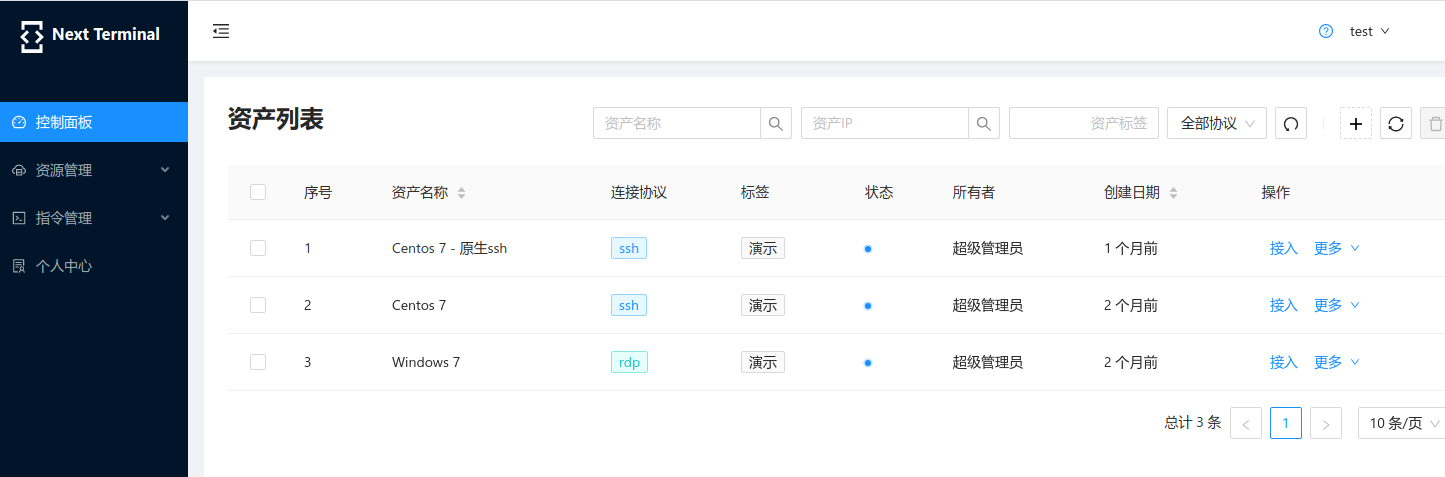 Next Terminal
test
控制面板
资源管理
指令管理
个人中心
资产列表
资产名称
资产IP
资产标签
全部协议
序号 资产名称 连接协议 标签 状态 所有者 创建日期 操作
1 Centos 7 - 原生ssh ssh 演示 超级管理员 1 个月前 接入 更多
2 Centos 7 ssh 演示 超级管理员 2 个月前 接入 更多
3 Windows 7 rdp 演示 超级管理员 2 个月前 接入 更多
总计 3 条 < 1 > 10 条/页